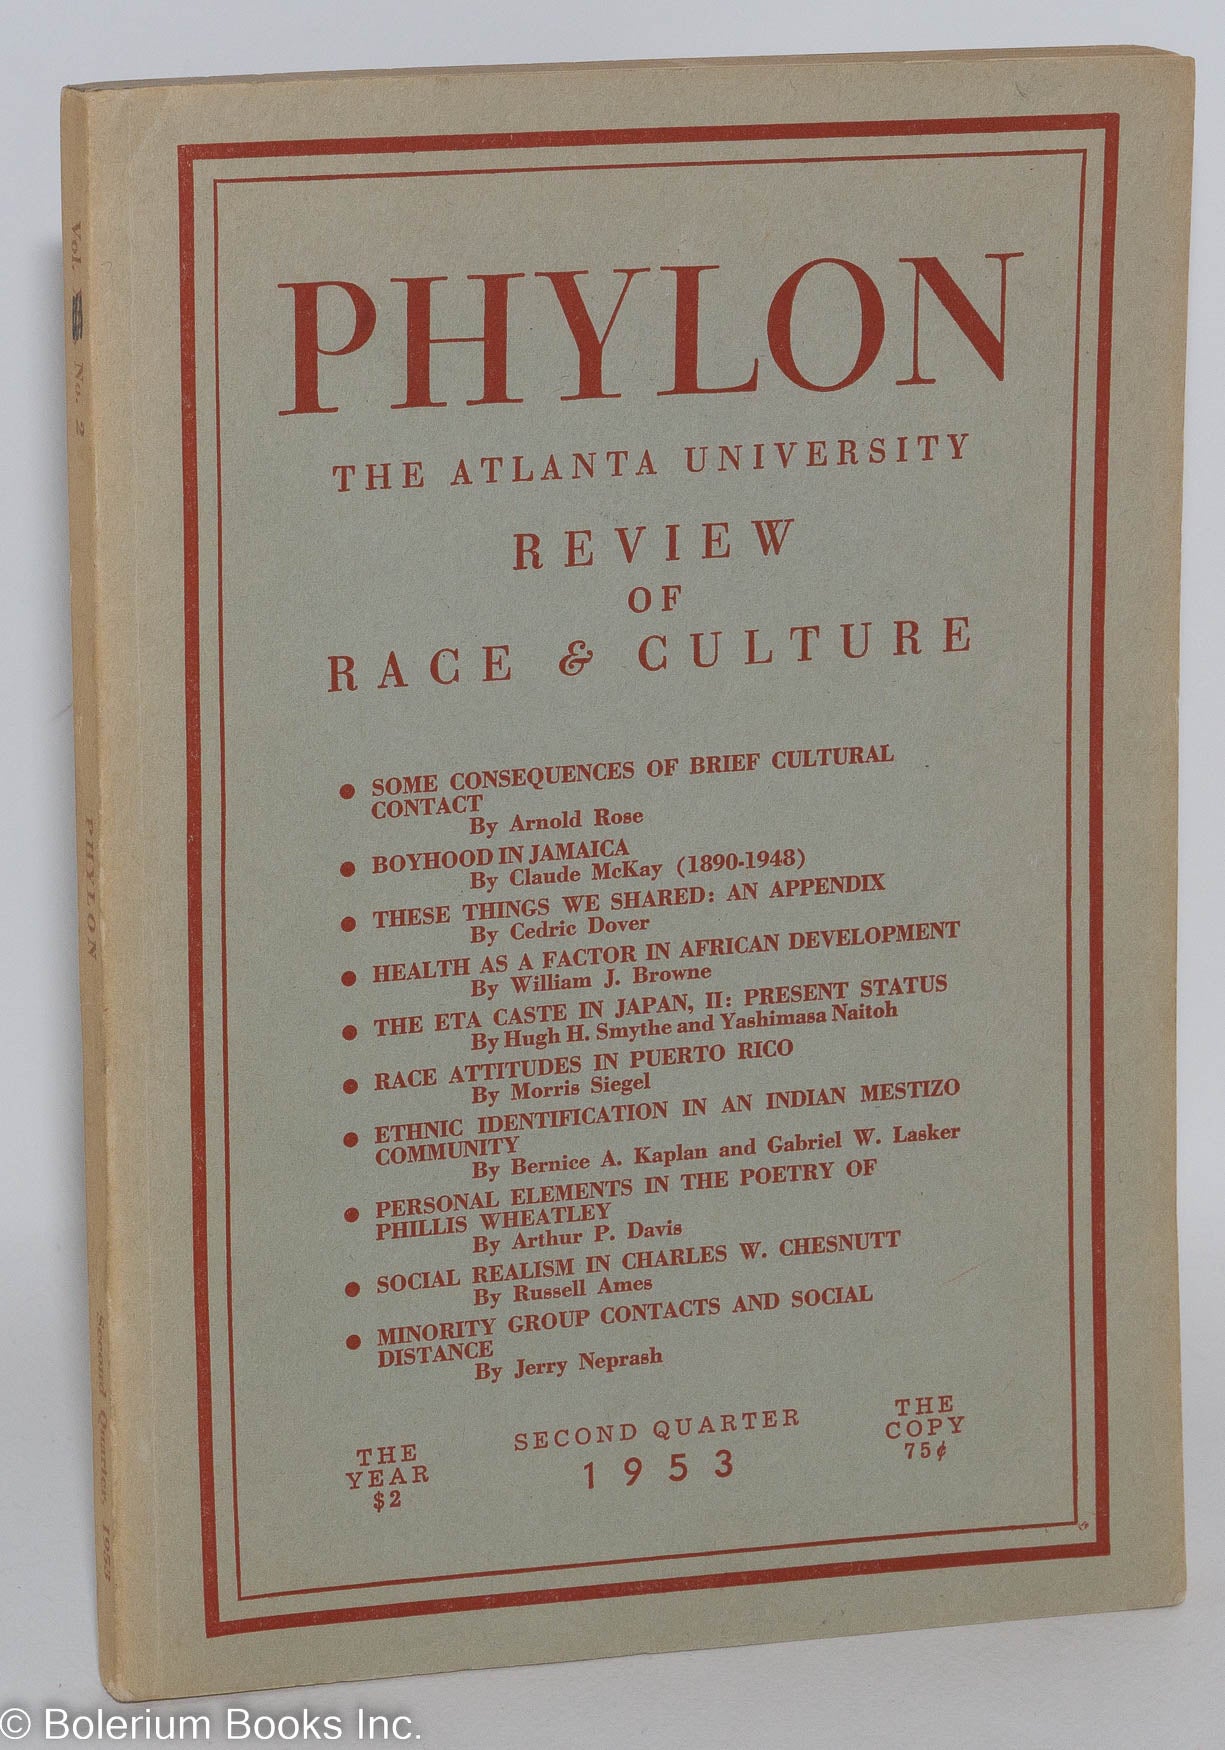 PHYLON
THE ATLANTA UNIVERSITY
REVIEW
OF
RACE & CULTURE
● SOME CONSEQUENCES OF BRIEF CULTURAL
CONTACT
By Arnold Rose
● BOYHOOD IN JAMAICA
By Claude McKay (1890-1948)
● THESE THINGS WE SHARED: AN APPENDIX
By Cedric Dover
● HEALTH AS A FACTOR IN AFRICAN DEVELOPMENT
By William J. Browne
● THE ETA CASTE IN JAPAN, II: PRESENT STATUS
By Hugh H. Smythe and Yashimasa Naitoh
● RACE ATTITUDES IN PUERTO RICO
By Morris Siegel
● ETHNIC IDENTIFICATION IN AN INDIAN MESTIZO
COMMUNITY
By Bernice A. Kaplan and Gabriel W. Lasker
● PERSONAL ELEMENTS IN THE POETRY OF
PHILLIS WHEATLEY
By Arthur P. Davis
● SOCIAL REALISM IN CHARLES W. CHESNUTT
By Russell Ames
● MINORITY GROUP CONTACTS AND SOCIAL
DISTANCE
By Jerry Neprash
THE
YEAR
$2
SECOND QUARTER
1953
THE
COPY
75¢
Vol. No. 2
PHYLON
Second Quarter 1953
© Bolerium Books Inc.